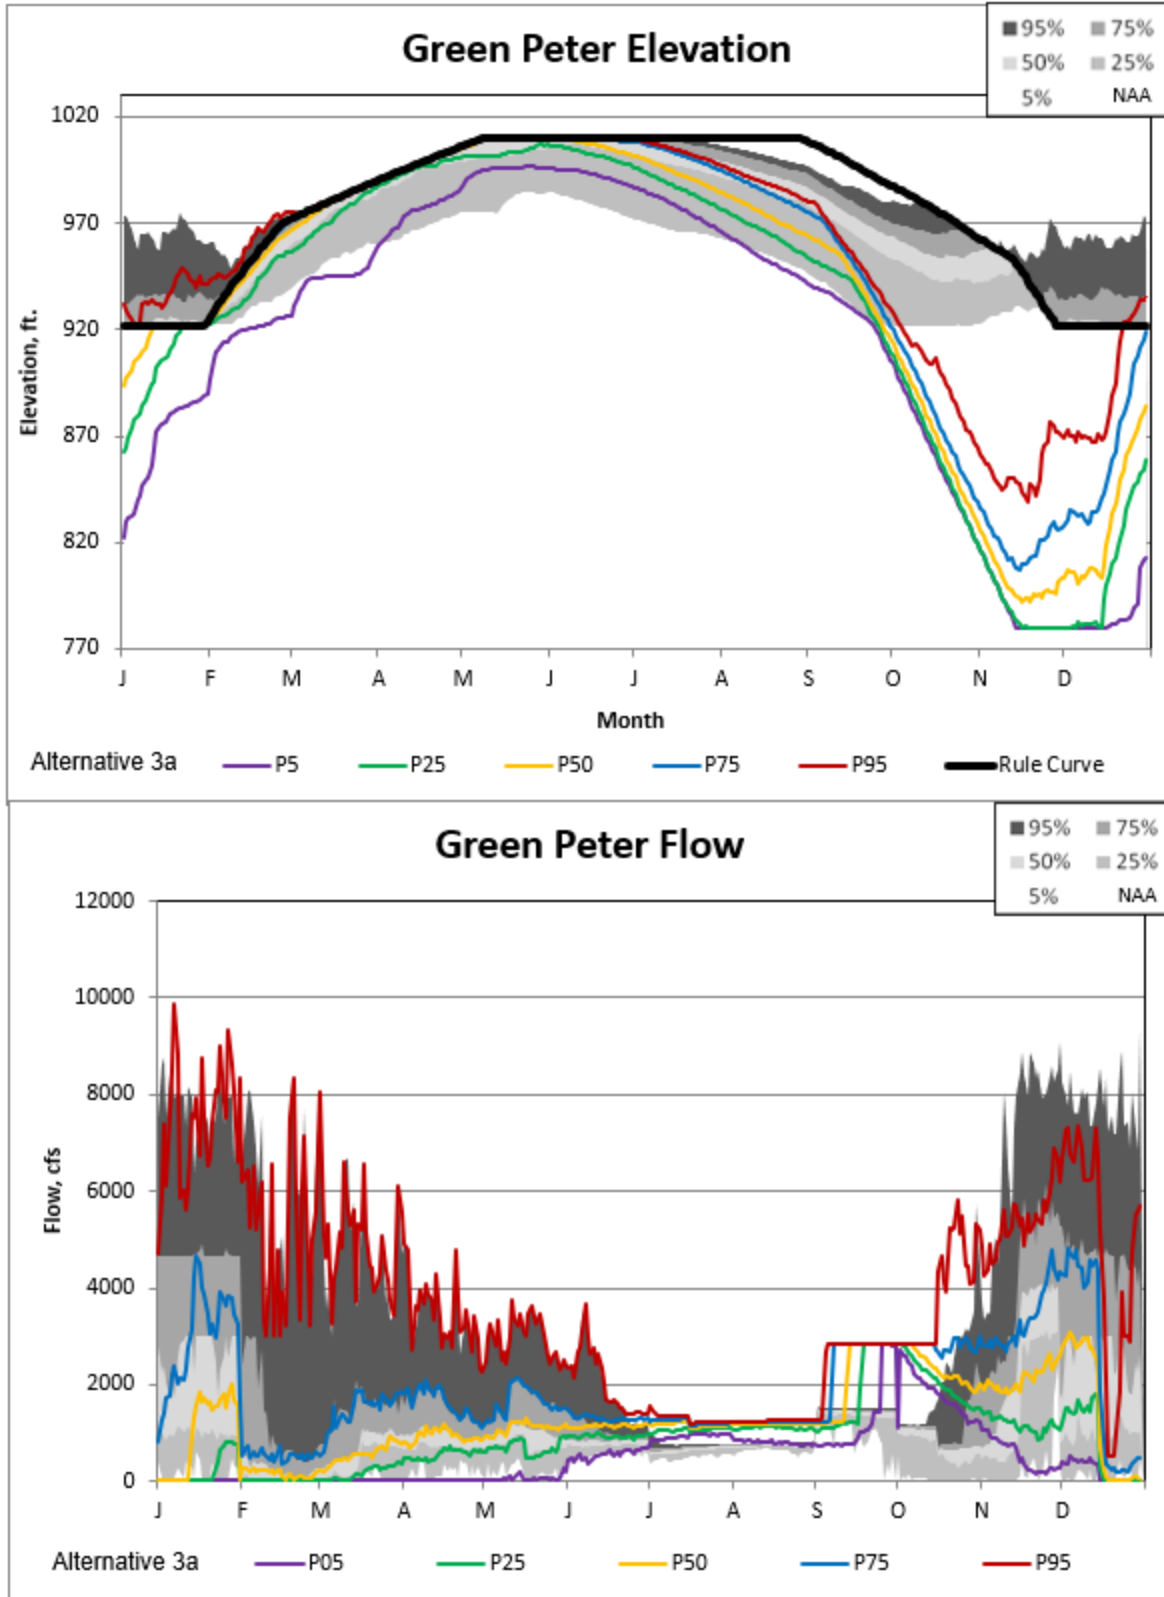 Green Peter Elevation
95% 75%
50% 25%
5% NAA
1020
970
920
870
820
770
Elevation, ft.
J F M A M J J A S O N D
Month
Alternative 3a P5 P25 P50 P75 P95 Rule Curve
Green Peter Flow
95% 75%
50% 25%
5% NAA
12000
10000
8000
6000
4000
2000
0
Flow, cfs
J F M A M J J A S O N D
Alternative 3a P05 P25 P50 P75 P95